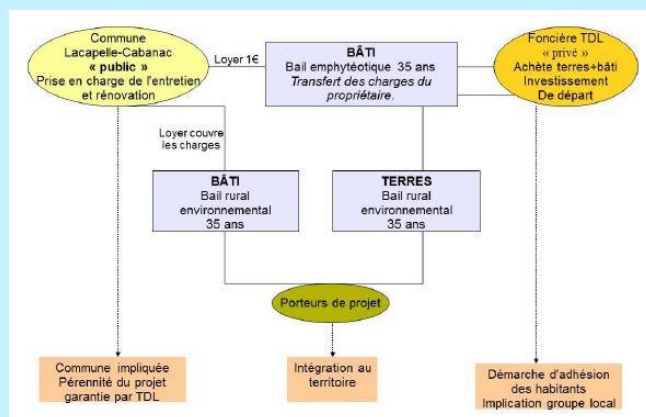 Commune
Lacapelle-Cabanac
« public »
Prise en charge de l'entretien
et rénovation
Loyer 1€
BÂTI
Bail emphytéotique 35 ans
Transfert des charges du
propriétaire.
Foncière TDL
« privé »
Achète terres+bâti
Investissement
De départ
Loyer couvre
les charges
BÂTI
Bail rural
environnemental
35 ans
TERRES
Bail rural
environnemental
35 ans
Porteurs de projet
Commune impliquée
Pérennité du projet
garantie par TDL
Intégration au
territoire
Démarche d'adhésion
des habitants
Implication groupe local